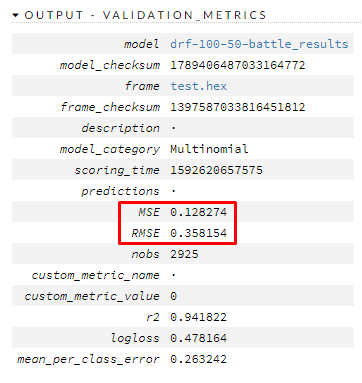 ▼ OUTPUT - VALIDATION_METRICS
model drf-100-50-battle_results
model_checksum 1789406487033164772
frame test.hex
frame_checksum 1397587033816451812
description ·
model_category Multinomial
scoring_time 1592620657575
predictions ·
MSE 0.128274
RMSE 0.358154
nobs 2925
custom_metric_name ·
custom_metric_value 0
r2 0.941822
logloss 0.478164
mean_per_class_error 0.263242